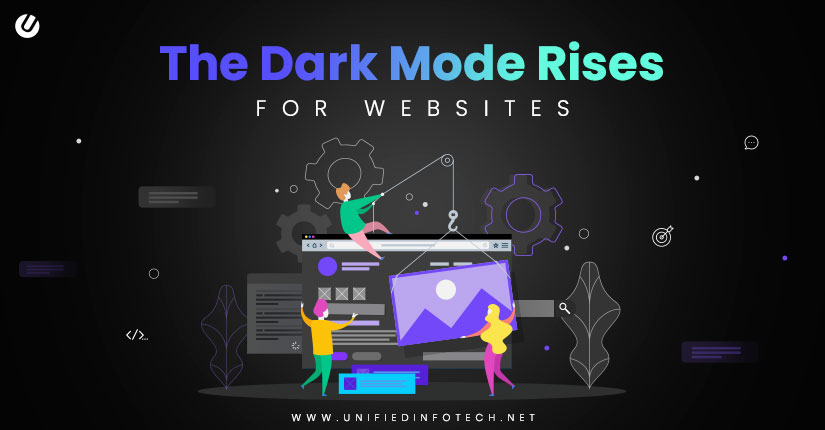 The Dark Mode Rises
FOR WEBSITES
</>...
WWW.UNIFIEDINFOTECH.NET